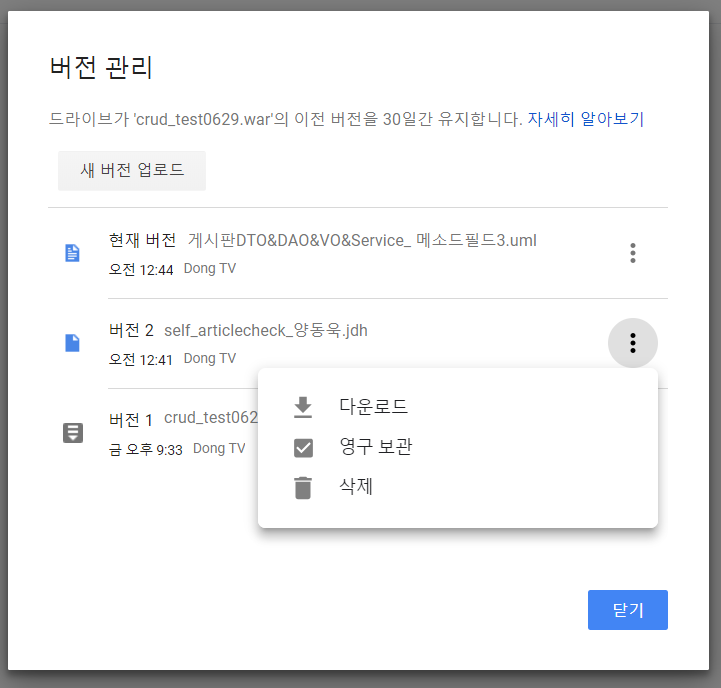 버전 관리
드라이브가 'crud_test0629.war'의 이전 버전을 30일간 유지합니다. 자세히 알아보기
새 버전 업로드
현재 버전 게시판DTO&DAO&VO&Service_ 메소드필드3.uml
오전 12:44 Dong TV
버전 2 self_articlecheck_양동욱.jdh
오전 12:41 Dong TV
버전 1 crud_test062
금 오후 9:33 Dong TV
다운로드
영구 보관
삭제
닫기